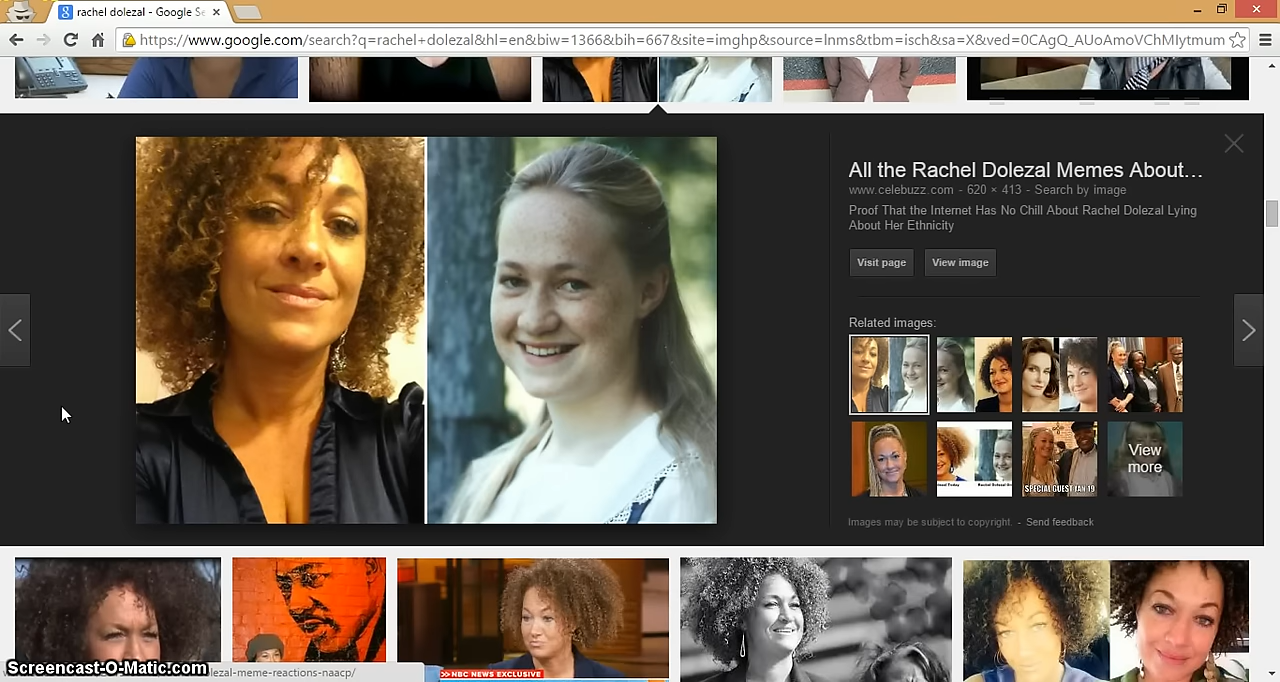 rachel dolezal - Google Se
https://www.google.com/search?q=rachel+dolezal&hl=en&biw=1366&bih=667&site=imghp&source=lnms&tbm=isch&sa=X&ved=0CAgQ_AUoAmoVChMIytmum
All the Rachel Dolezal Memes About...
www.celebuzz.com - 620 × 413 - Search by image
Proof That the Internet Has No Chill About Rachel Dolezal Lying
About Her Ethnicity
Visit page
View image
Related images:
View
more
SPECIAL GUEST JAN 19
Images may be subject to copyright. - Send feedback
Screencast-O-Matic.com
lezal-meme-reactions-naacp/
NBC NEWS EXCLUSIVE